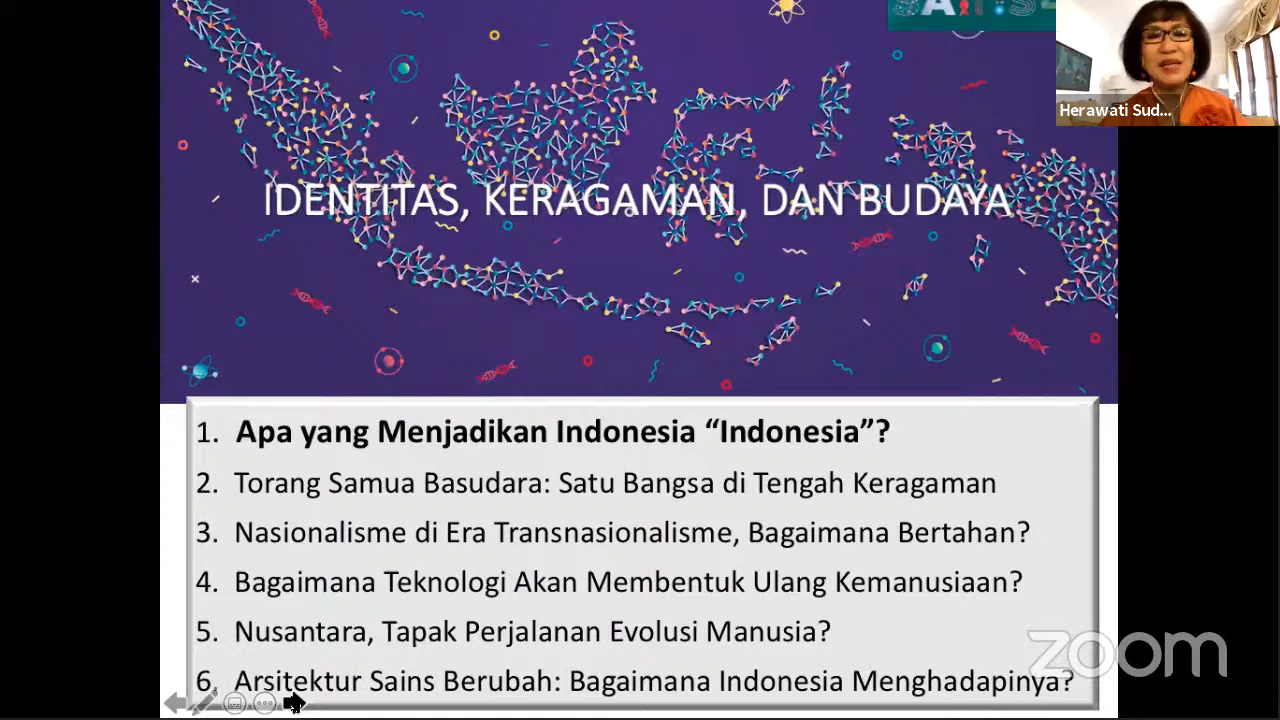 Herawati Sud...
IDENTITAS, KERAGAMAN, DAN BUDAYA
1. Apa yang Menjadikan Indonesia “Indonesia”?
2. Torang Samua Basudara: Satu Bangsa di Tengah Keragaman
3. Nasionalisme di Era Transnasionalisme, Bagaimana Bertahan?
4. Bagaimana Teknologi Akan Membentuk Ulang Kemanusiaan?
5. Nusantara, Tapak Perjalanan Evolusi Manusia?
6. Arsitektur Sains Berubah: Bagaimana Indonesia Menghadapinya?
zoom